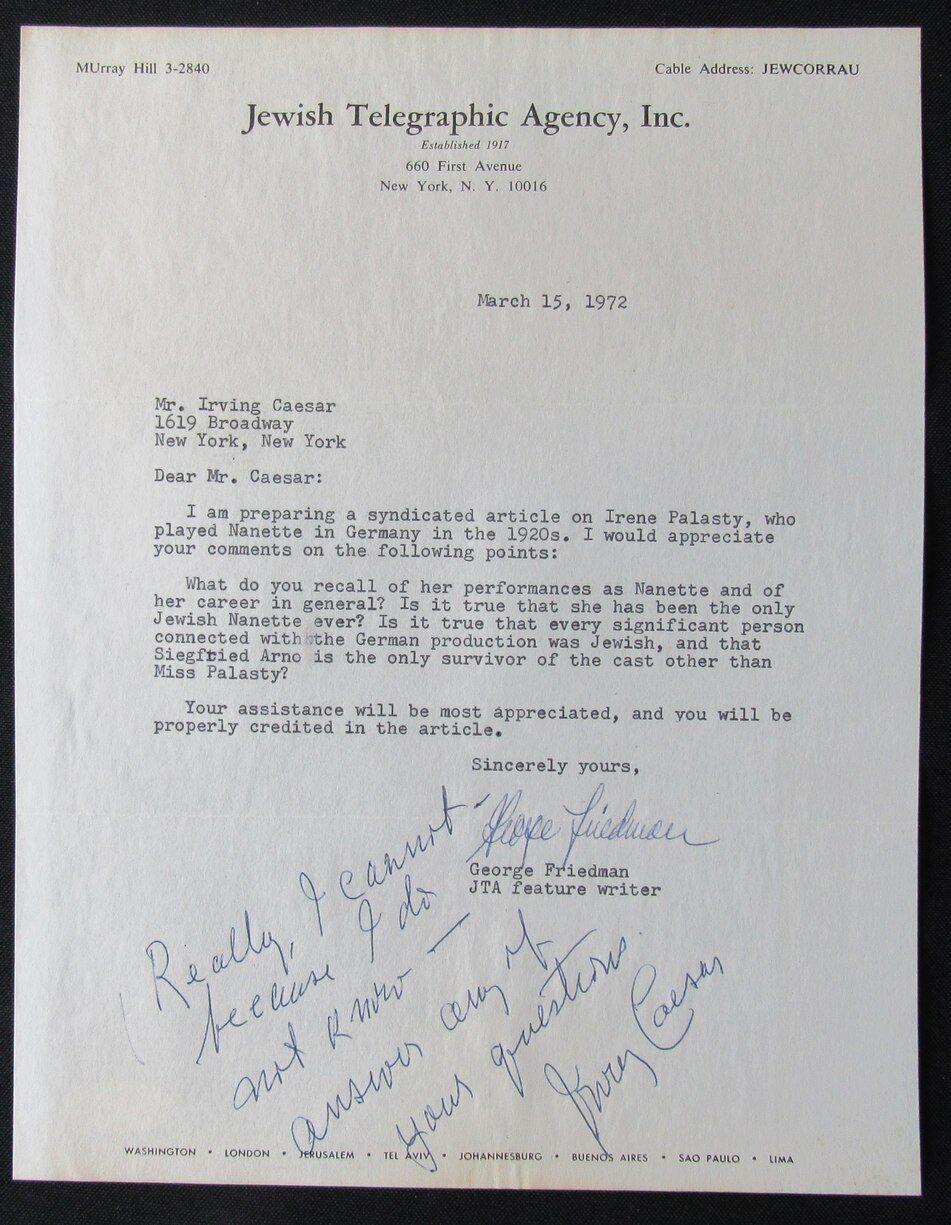 MUrray Hill 3-2840
Cable Address: JEWCORRAU
Jewish Telegraphic Agency, Inc.
Established 1917
660 First Avenue
New York, N. Y. 10016
March 15, 1972
Mr. Irving Caesar
1619 Broadway
New York, New York
Dear Mr. Caesar:
I am preparing a syndicated article on Irene Palasty, who
played Nanette in Germany in the 1920s. I would appreciate
your comments on the following points:
What do you recall of her performances as Nanette and of
her career in general? Is it true that she has been the only
Jewish Nanette ever? Is it true that every significant person
connected with the German production was Jewish, and that
Siegftied Arno is the only survivor of the cast other than
Miss Palasty?
Your assistance will be most appreciated, and you will be
properly credited in the article.
Sincerely yours,
George Friedman
George Friedman
JTA feature writer
Really, I cannot-
because I do
not know —
answer any of
your questions.
Irving Caesar
WASHINGTON • LONDON • JERUSALEM • TEL AVIV • JOHANNESBURG • BUENOS AIRES • SAO PAULO • LIMA